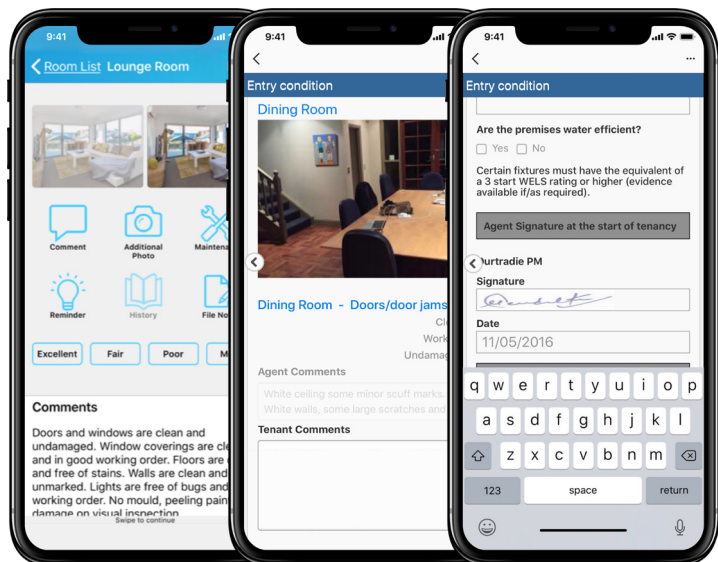 9:41
Room List Lounge Room
Comment
Additional
Photo
Reminder
History
Excellent
Fair
Poor
Comments
Doors and windows are clean and
undamaged. Window coverings are
and in good working order. Floors are
and free of stains. Walls are clean and
unmarked. Lights are free of bugs and
working order. No mould, peeling
damage on visual inspection
Swipe to continue
9:41
Entry condition
Dining Room
Dining Room - Doors/door jams
Agent Comments
White ceiling some minor scuff marks.
White walls, some large scratches and
Tenant Comments
9:41
Entry condition
Are the premises water efficient?
Yes No
Certain fixtures must have the equivalent of
a 3 start WELS rating or higher (evidence
available if/as required).
Agent Signature at the start of tenancy
PM
Signature
Date
11/05/2016
q w e r t y u i o p
a s d f g h j k l
z x c v b n m
123 space return